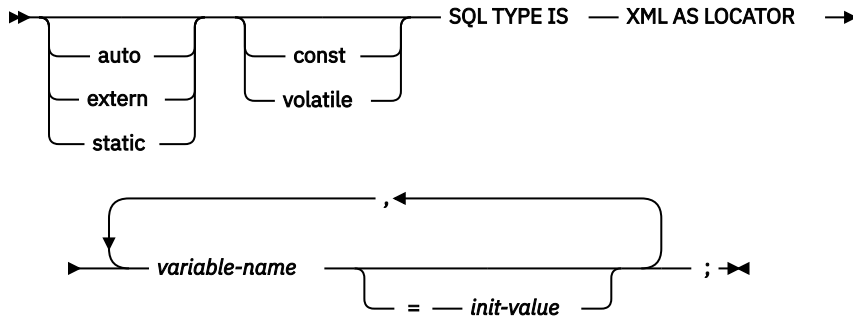 SQL TYPE IS XML AS LOCATOR
auto const
extern volatile
static
,
variable-name ;
= init-value